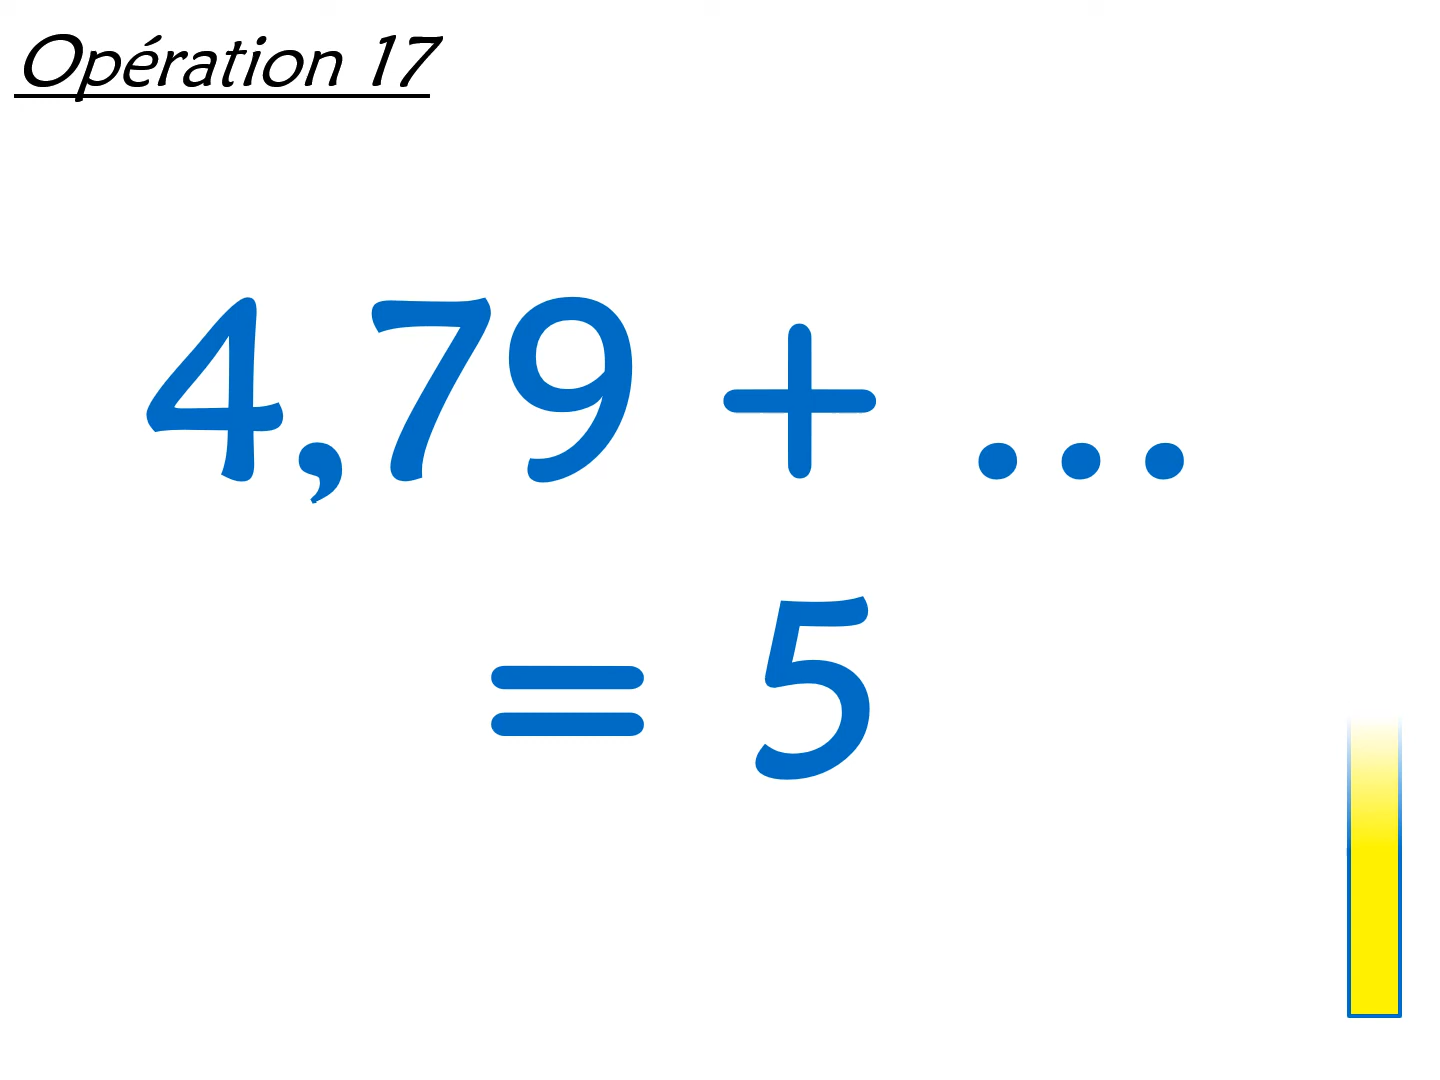 Opération 17
4,79 + ...
= 5